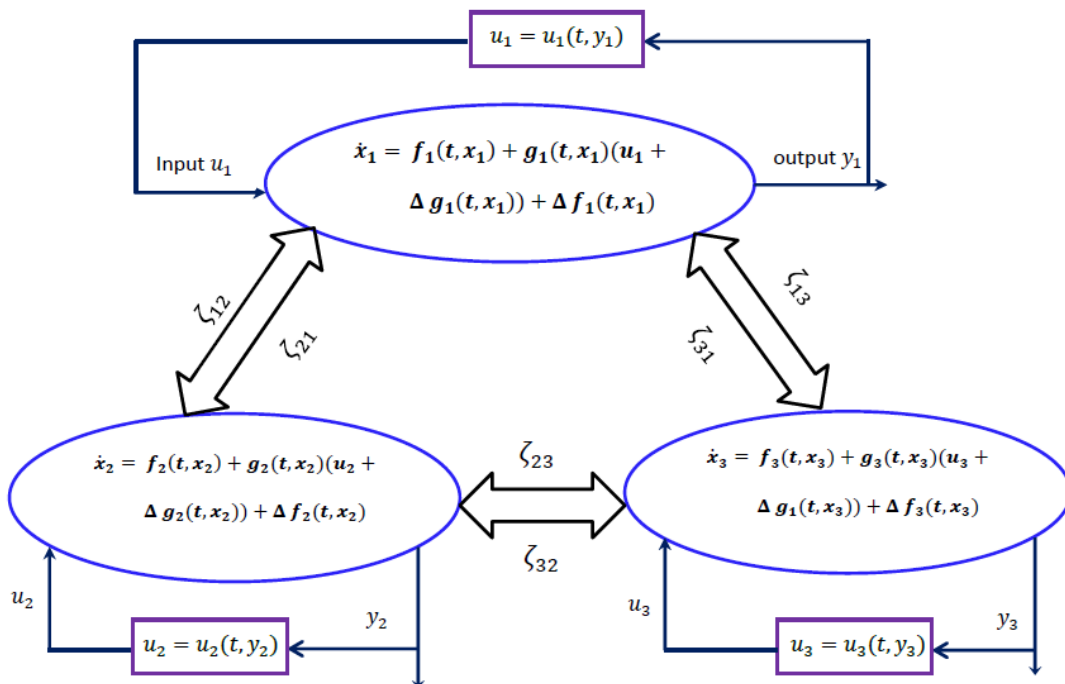 u₁ = u₁(t, y₁)
Input u₁
ẋ₁ = f₁(t, x₁) + g₁(t, x₁)(u₁ +
Δ g₁(t, x₁)) + Δ f₁(t, x₁)
output y₁
ζ₁₂
ζ₂₁
ζ₁₃
ζ₃₁
ẋ₂ = f₂(t, x₂) + g₂(t, x₂)(u₂ +
Δ g₂(t, x₂)) + Δ f₂(t, x₂)
ζ₂₃
ζ₃₂
ẋ₃ = f₃(t, x₃) + g₃(t, x₃)(u₃ +
Δ g₁(t, x₃)) + Δ f₃(t, x₃)
u₂
y₂
u₂ = u₂(t, y₂)
u₃
y₃
u₃ = u₃(t, y₃)